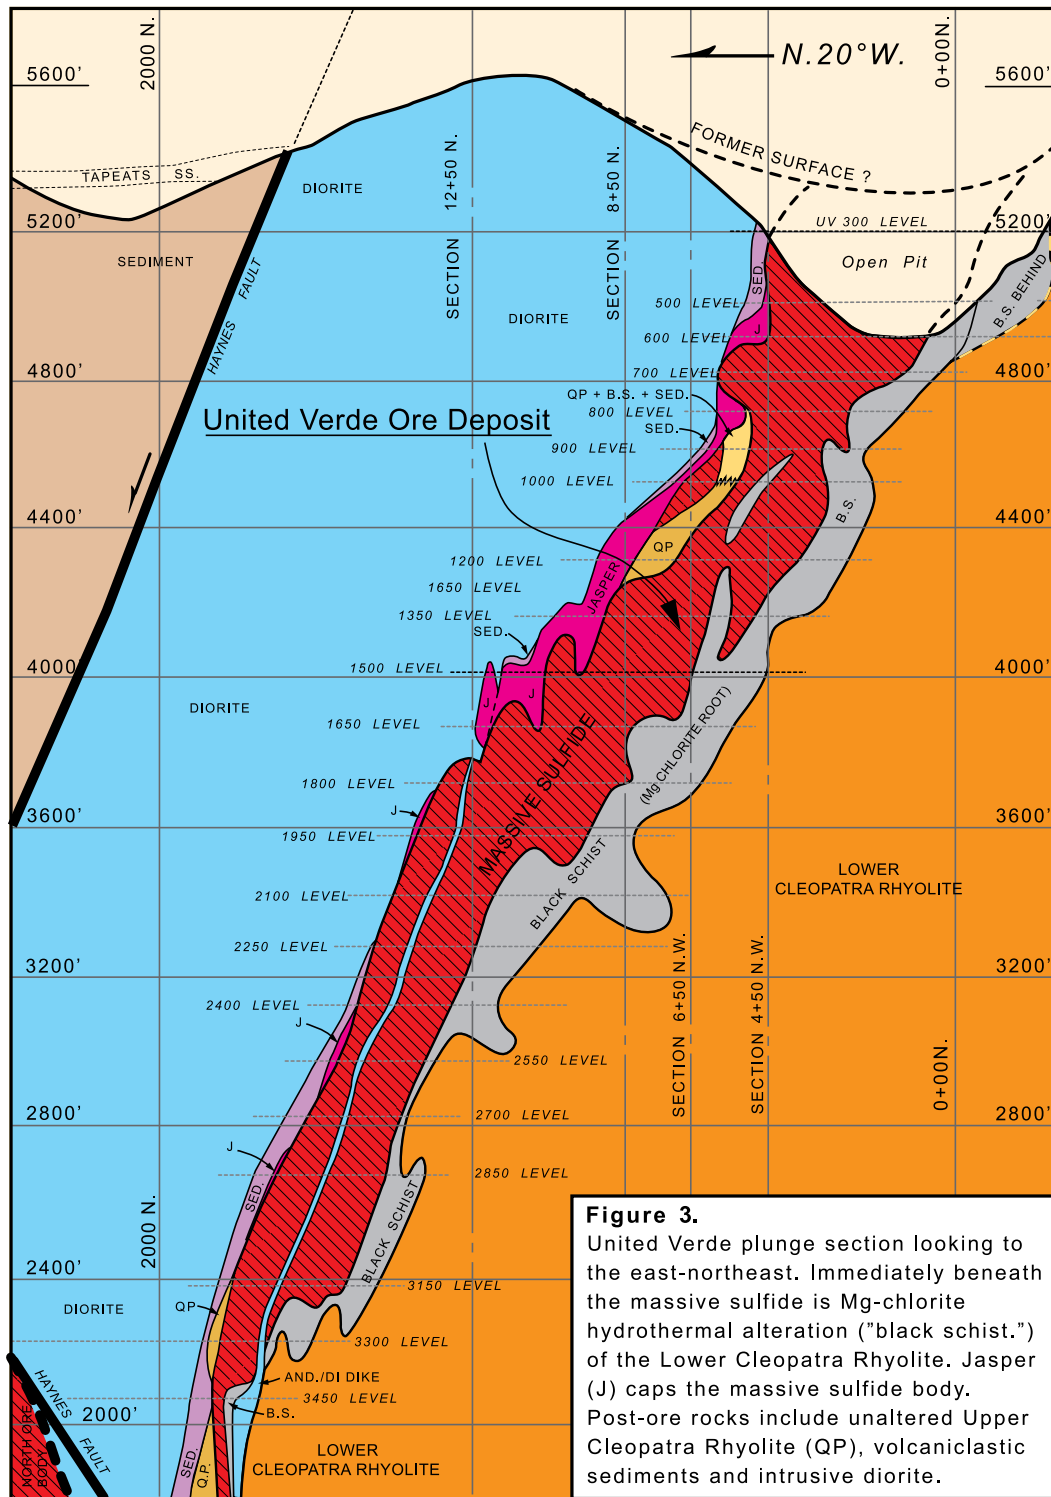 2000 N.
N.20°W.
0+00N.
5600'
5600'
FORMER SURFACE ?
TAPEATS SS.
DIORITE
SECTION 12+50 N.
SECTION 8+50 N.
5200'
UV 300 LEVEL
5200'
SEDIMENT
HAYNES FAULT
SED.
Open Pit
B.S. BEHIND
500 LEVEL
DIORITE
J
600 LEVEL
4800'
700 LEVEL
4800'
QP + B.S. + SED.
800 LEVEL
United Verde Ore Deposit
SED.
900 LEVEL
1000 LEVEL
B.S.
4400'
4400'
QP
1200 LEVEL
JASPER
1650 LEVEL
1350 LEVEL
SED.
4000'
1500 LEVEL
4000'
J
J
DIORITE
(Mg CHLORITE ROOT)
1650 LEVEL
MASSIVE SULFIDE
1800 LEVEL
J
3600'
3600'
1950 LEVEL
LOWER
CLEOPATRA RHYOLITE
2100 LEVEL
BLACK SCHIST
2250 LEVEL
3200'
SECTION 6+50 N.W.
SECTION 4+50 N.W.
3200'
2400 LEVEL
J
2550 LEVEL
2800'
2700 LEVEL
0+00N.
2800'
J
2850 LEVEL
SED.
BLACK SCHIST
2000 N.
2400'
3150 LEVEL
DIORITE
QP
3300 LEVEL
AND./DI DIKE
3450 LEVEL
B.S.
HAYNES FAULT
2000'
NORTH ORE
BODY
SED.
Q.P.
LOWER
CLEOPATRA RHYOLITE
Figure 3.
United Verde plunge section looking to
the east-northeast. Immediately beneath
the massive sulfide is Mg-chlorite
hydrothermal alteration ("black schist.")
of the Lower Cleopatra Rhyolite. Jasper
(J) caps the massive sulfide body.
Post-ore rocks include unaltered Upper
Cleopatra Rhyolite (QP), volcaniclastic
sediments and intrusive diorite.